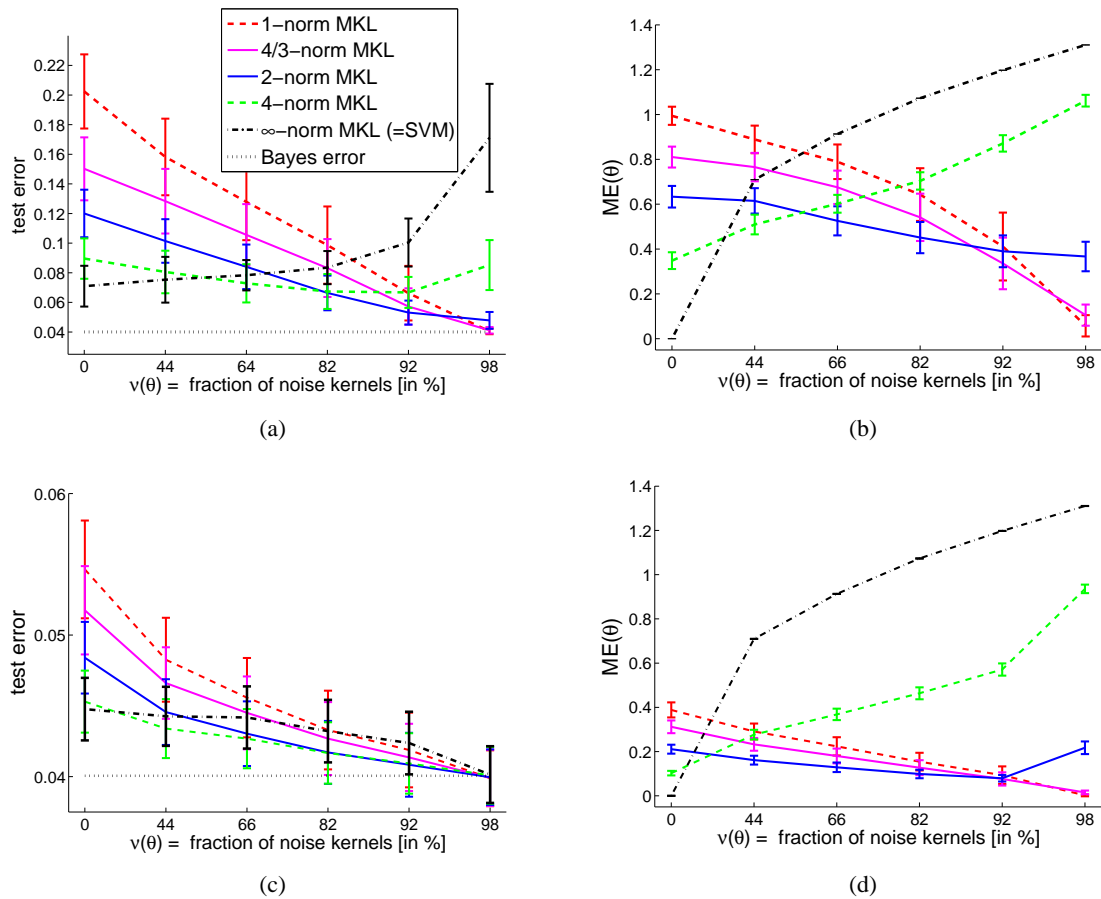 1−norm MKL
4/3−norm MKL
2−norm MKL
4−norm MKL
∞−norm MKL (=SVM)
Bayes error
0.22
0.2
0.18
0.16
0.14
0.12
0.1
0.08
0.06
0.04
test error
0 44 64 82 92 98
ν(θ) = fraction of noise kernels [in %]
(a)
1.4
1.2
1
0.8
0.6
0.4
0.2
0
ME(θ)
0 44 66 82 92 98
ν(θ) = fraction of noise kernels [in %]
(b)
0.06
0.05
0.04
test error
0 44 66 82 92 98
ν(θ) = fraction of noise kernels [in %]
(c)
1.4
1.2
1
0.8
0.6
0.4
0.2
0
ME(θ)
0 44 66 82 92 98
ν(θ) = fraction of noise kernels [in %]
(d)